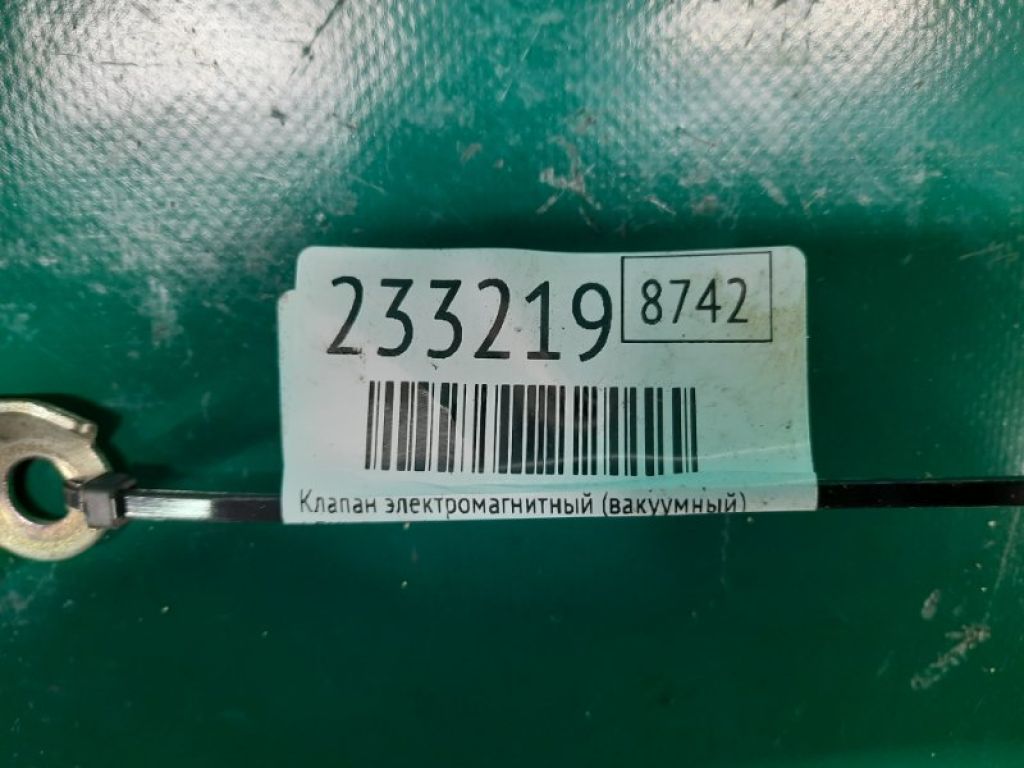 233219 8742
Клапан электромагнитный (вакуумный)